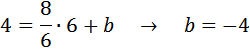 4 = 8/6 · 6 + b → b = −4